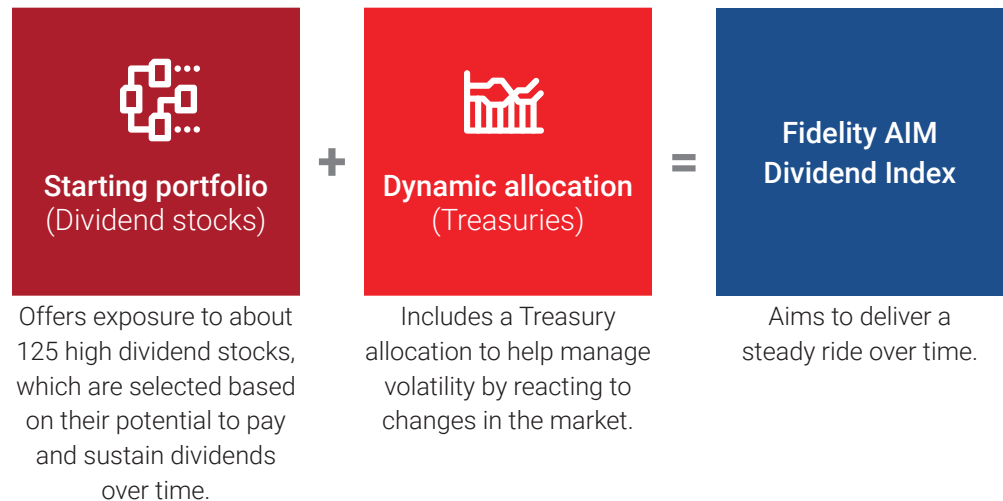 Starting portfolio
(Dividend stocks)
+
Dynamic allocation
(Treasuries)
=
Fidelity AIM
Dividend Index
Offers exposure to about
125 high dividend stocks,
which are selected based
on their potential to pay
and sustain dividends
over time.
Includes a Treasury
allocation to help manage
volatility by reacting to
changes in the market.
Aims to deliver a
steady ride over time.